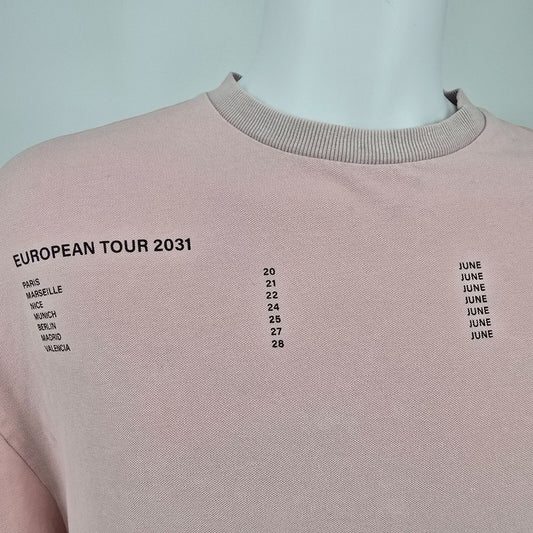 EUROPEAN TOUR 2031
PARIS 20 JUNE
MARSEILLE 21 JUNE
NICE 22 JUNE
MUNICH 24 JUNE
BERLIN 25 JUNE
MADRID 27 JUNE
VALENCIA 28 JUNE